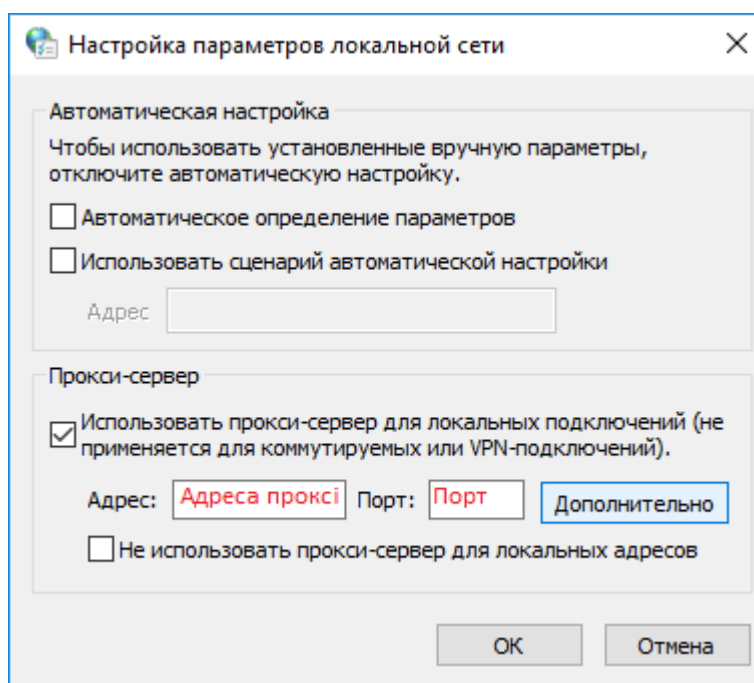 Настройка параметров локальной сети
Автоматическая настройка
Чтобы использовать установленные вручную параметры,
отключите автоматическую настройку.
Автоматическое определение параметров
Использовать сценарий автоматической настройки
Адрес
Прокси-сервер
Использовать прокси-сервер для локальных подключений (не
применяется для коммутируемых или VPN-подключений).
Адрес: Адреса проксі Порт: Порт Дополнительно
Не использовать прокси-сервер для локальных адресов
ОК Отмена